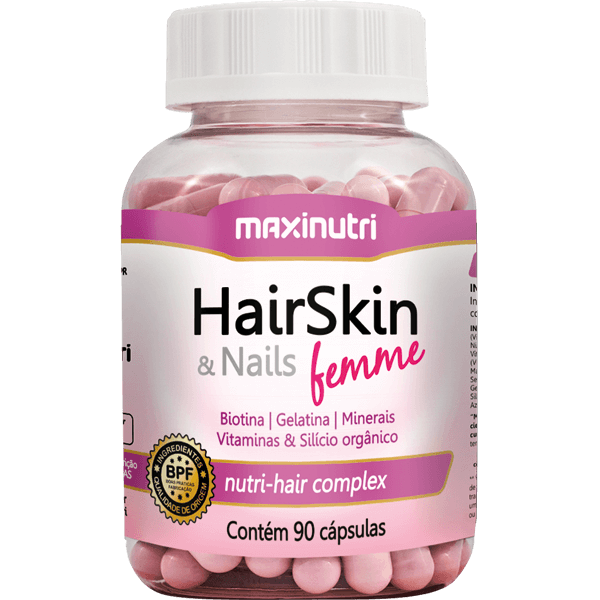 maxinutri
HairSkin
& Nails femme
Biotina | Gelatina | Minerais
Vitaminas & Silício orgânico
INGREDIENTES
BPF
BOAS PRÁTICAS
FABRICAÇÃO
QUALIDADE DE ORIGEM
nutri-hair complex
Contém 90 cápsulas